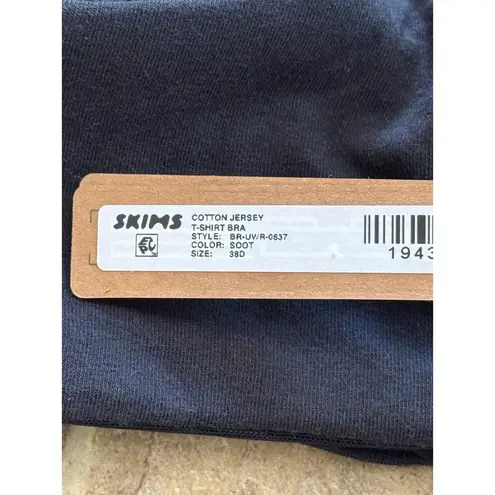 SKIMS
COTTON JERSEY
T-SHIRT BRA
STYLE: BR-UWR-0637
COLOR: SOOT
SIZE: 38D
1943